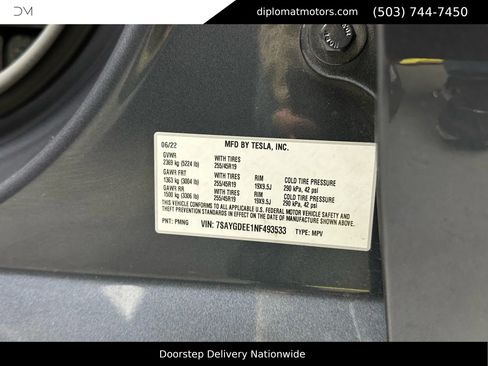 DM
diplomatmotors.com (503) 744-7450
06/22 MFD BY TESLA, INC.
GVWR WITH TIRES
2369 kg (5224 lb) 255/45R19
GAWR FRT WITH TIRES RIM COLD TIRE PRESSURE
1363 kg (3004 lb) 255/45R19 19X9.5J 290 kPa, 42 psi
GAWR RR WITH TIRES RIM COLD TIRE PRESSURE
1500 kg (3306 lb) 255/45R19 19X9.5J 290 kPa, 42 psi
THIS VEHICLE CONFORMS TO ALL APPLICABLE U.S. FEDERAL MOTOR VEHICLE SAFETY AND
THEFT PREVENTION STANDARDS IN EFFECT ON THE DATE OF MANUFACTURE SHOWN ABOVE.
PNT: PMNG VIN: 7SAYGDEE1NF493533 TYPE: MPV
Doorstep Delivery Nationwide